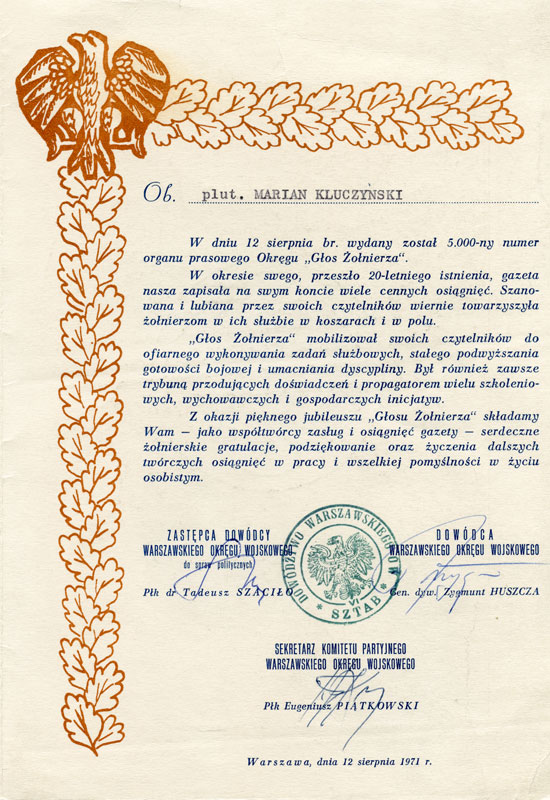 Ob. plut. MARIAN KLUCZYŃSKI
W dniu 12 sierpnia br. wydany został 5.000-ny numer
organu prasowego Okręgu „Głos Żołnierza”.
W okresie swego, przeszło 20-letniego istnienia, gazeta
nasza zapisała na swym koncie wiele cennych osiągnięć. Szano-
wana i lubiana przez swoich czytelników wiernie towarzyszyła
żołnierzom w ich służbie w koszarach i w polu.
„Głos Żołnierza” mobilizował swoich czytelników do
ofiarnego wykonywania zadań służbowych, stałego podwyższania
gotowości bojowej i umacniania dyscypliny. Był również zawsze
trybuną przodujących doświadczeń i propagatorem wielu szkolenio-
wych, wychowawczych i gospodarczych inicjatyw.
Z okazji pięknego jubileuszu „Głosu Żołnierza” składamy
Wam — jako współtwórcy zasług i osiągnięć gazety — serdeczne
żołnierskie gratulacje, podziękowanie oraz życzenia dalszych
twórczych osiągnięć w pracy i wszelkiej pomyślności w życiu
osobistym.
ZASTĘPCA DOWÓDCY
WARSZAWSKIEGO OKRĘGU WOJSKOWEGO
do spraw politycznych
Płk dr Tadeusz SZACIŁO
DOWÓDZTWO WARSZAWSKIEGO
* SZTAB *
VI
DOWÓDCA
WARSZAWSKIEGO OKRĘGU WOJSKOWEGO
Gen. dyw. Zygmunt HUSZCZA
SEKRETARZ KOMITETU PARTYJNEGO
WARSZAWSKIEGO OKRĘGU WOJSKOWEGO
Płk Eugeniusz PIĄTKOWSKI
Warszawa, dnia 12 sierpnia 1971 r.